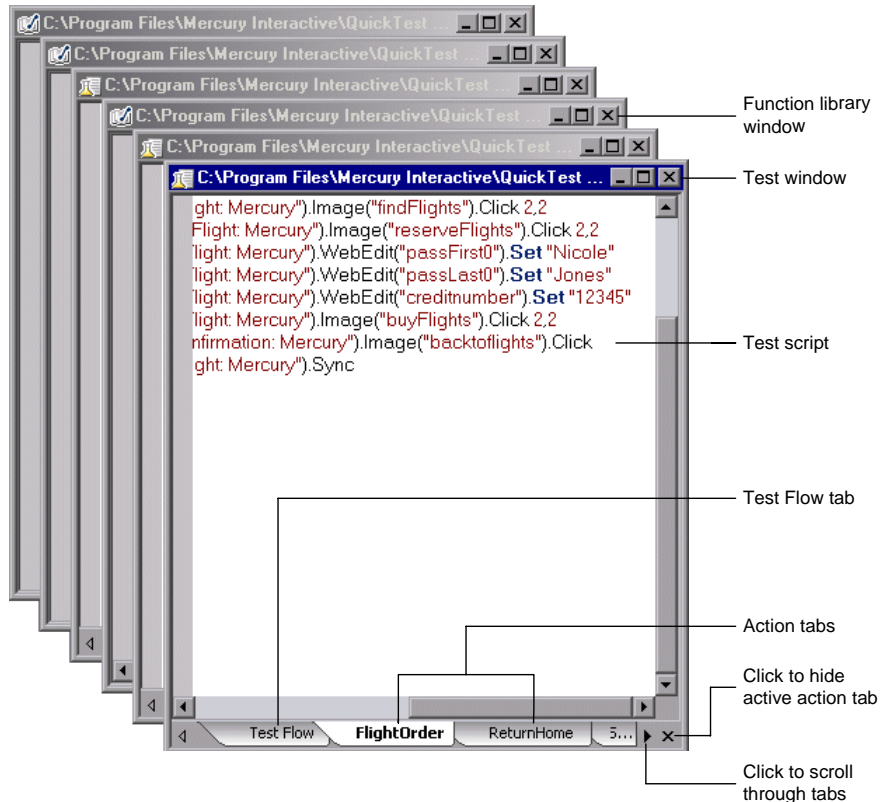 C:\Program Files\Mercury Interactive\QuickTest ...
C:\Program Files\Mercury Interactive\QuickTest ...
C:\Program Files\Mercury Interactive\QuickTest ...
C:\Program Files\Mercury Interactive\QuickTest ...
C:\Program Files\Mercury Interactive\QuickTest ...
C:\Program Files\Mercury Interactive\QuickTest ...
ght: Mercury").Image("findFlights").Click 2,2
Flight: Mercury").Image("reserveFlights").Click 2,2
light: Mercury").WebEdit("passFirst0").Set "Nicole"
light: Mercury").WebEdit("passLast0").Set "Jones"
light: Mercury").WebEdit("creditnumber").Set "12345"
light: Mercury").Image("buyFlights").Click 2,2
nfirmation: Mercury").Image("backtoflights").Click
ght: Mercury").Sync
Test Flow
FlightOrder
ReturnHome
Function library
window
Test window
Test script
Test Flow tab
Action tabs
Click to hide
active action tab
Click to scroll
through tabs